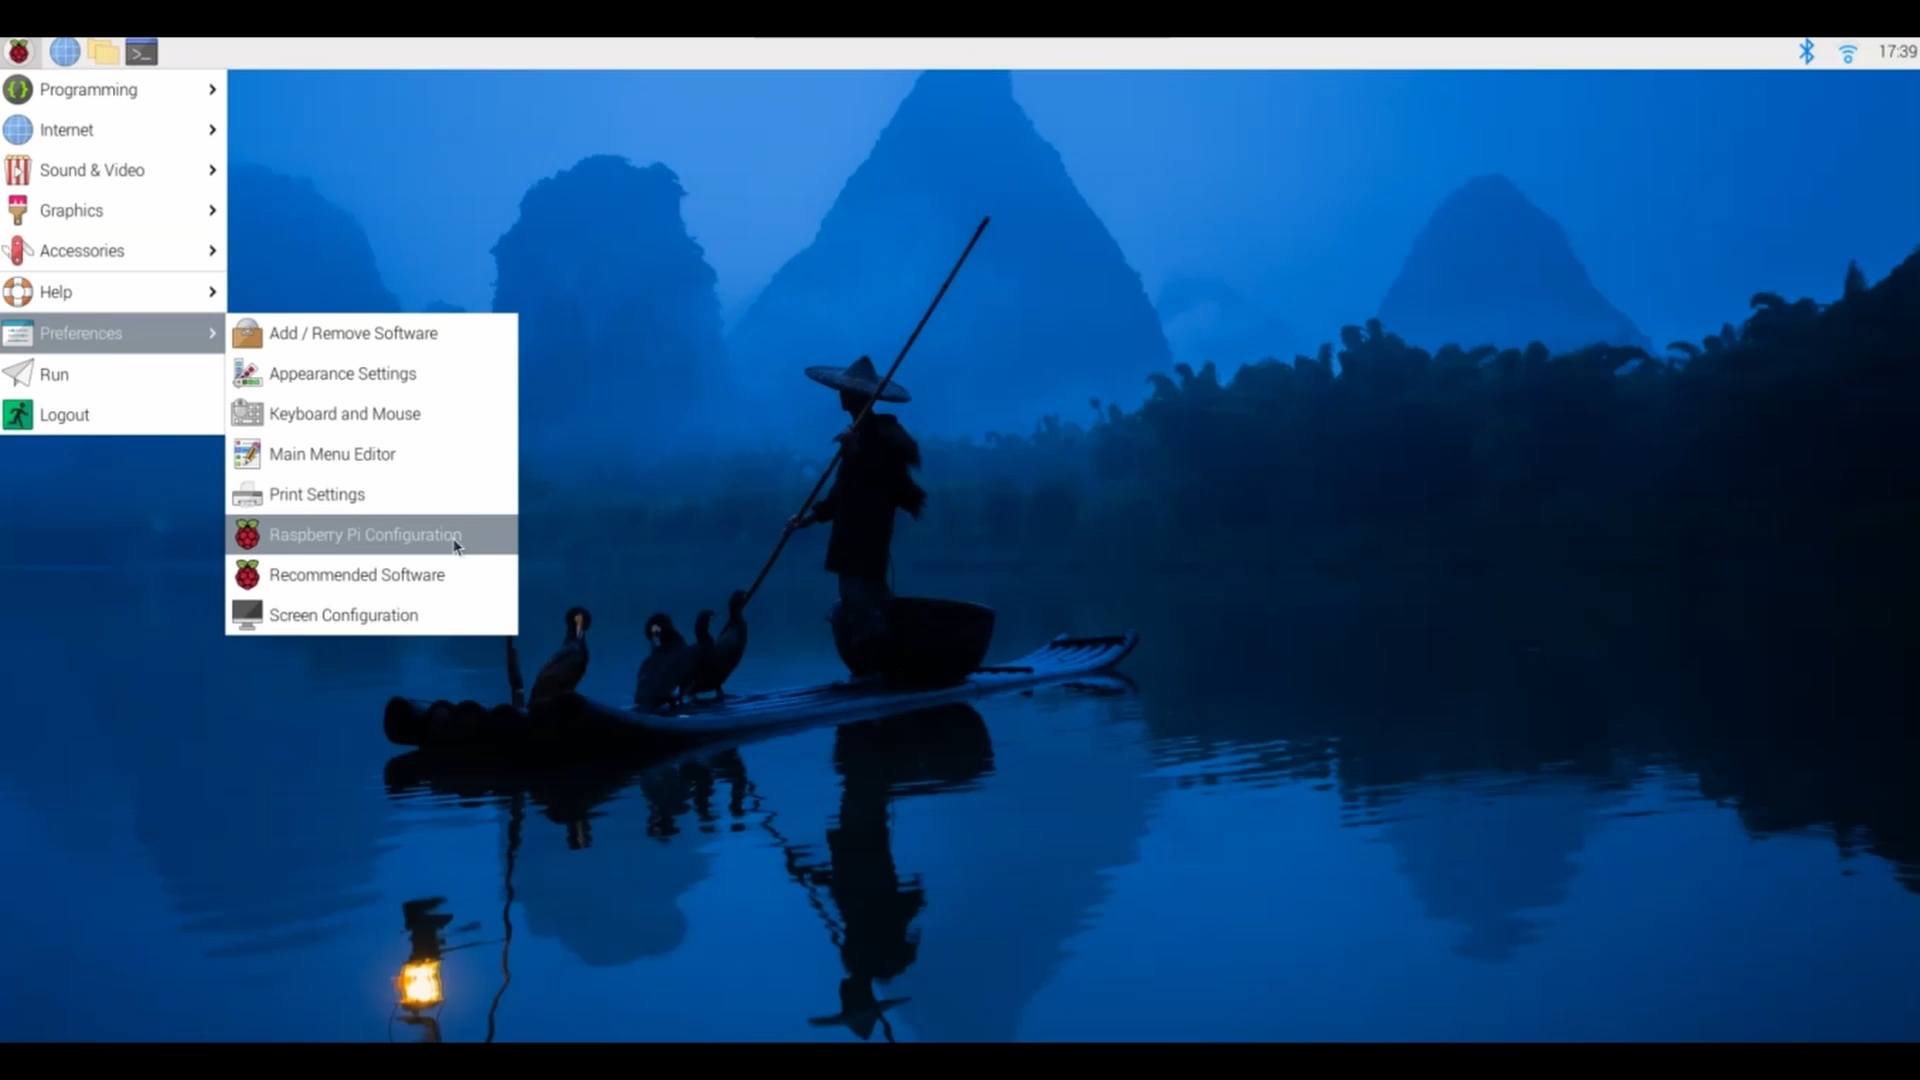 17:39
Programming
Internet
Sound & Video
Graphics
Accessories
Help
Preferences
Run
Logout
Add / Remove Software
Appearance Settings
Keyboard and Mouse
Main Menu Editor
Print Settings
Raspberry Pi Configuration
Recommended Software
Screen Configuration